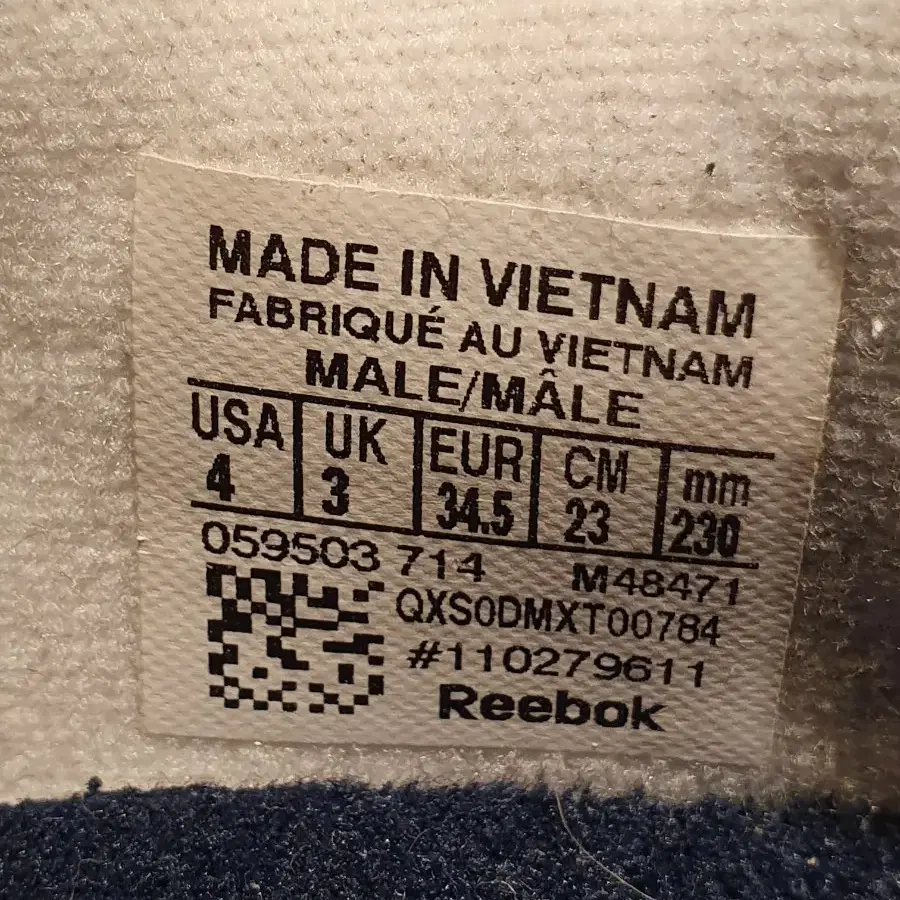 MADE IN VIETNAM
FABRIQUÉ AU VIETNAM
MALE/MÂLE
USA UK EUR CM mm
4 3 34.5 23 230
059503 714 M48471
QXS0DMXT00784
#110279611
Reebok